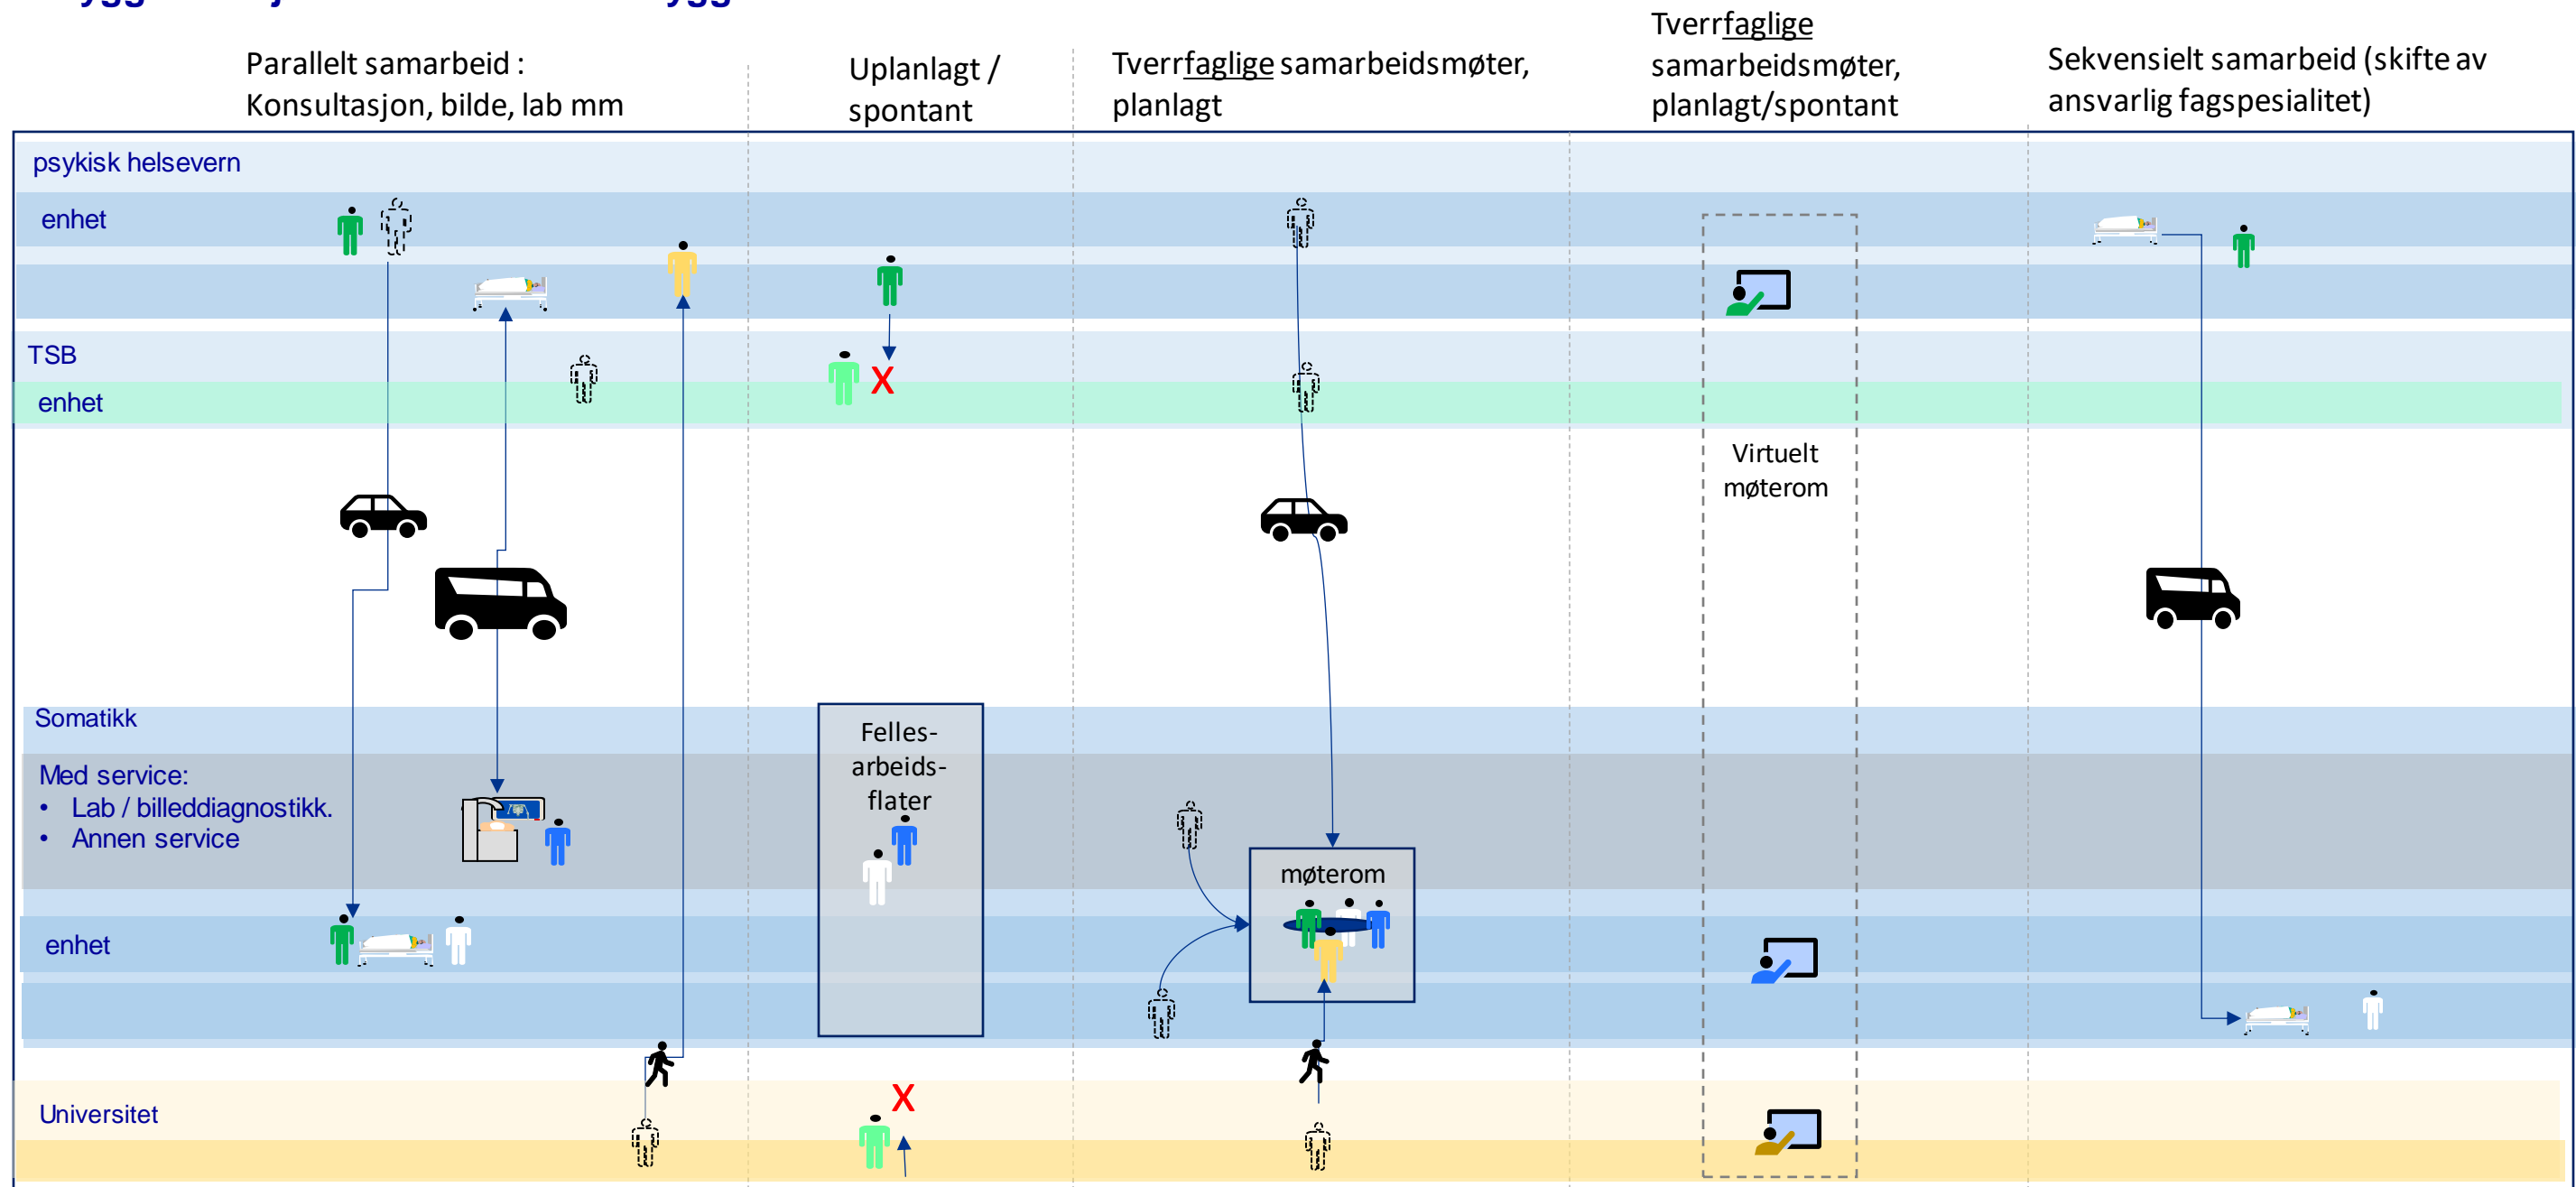 Parallelt samarbeid :
Konsultasjon, bilde, lab mm
Uplanlagt /
spontant
Tverrfaglige samarbeidsmøter,
planlagt
Tverrfaglige
samarbeidsmøter,
planlagt/spontant
Sekvensielt samarbeid (skifte av
ansvarlig fagspesialitet)
psykisk helsevern
enhet
TSB
X
enhet
Virtuelt
møterom
Somatikk
Felles-
arbeids-
flater
Med service:
• Lab / billeddiagnostikk.
• Annen service
møterom
enhet
X
Universitet